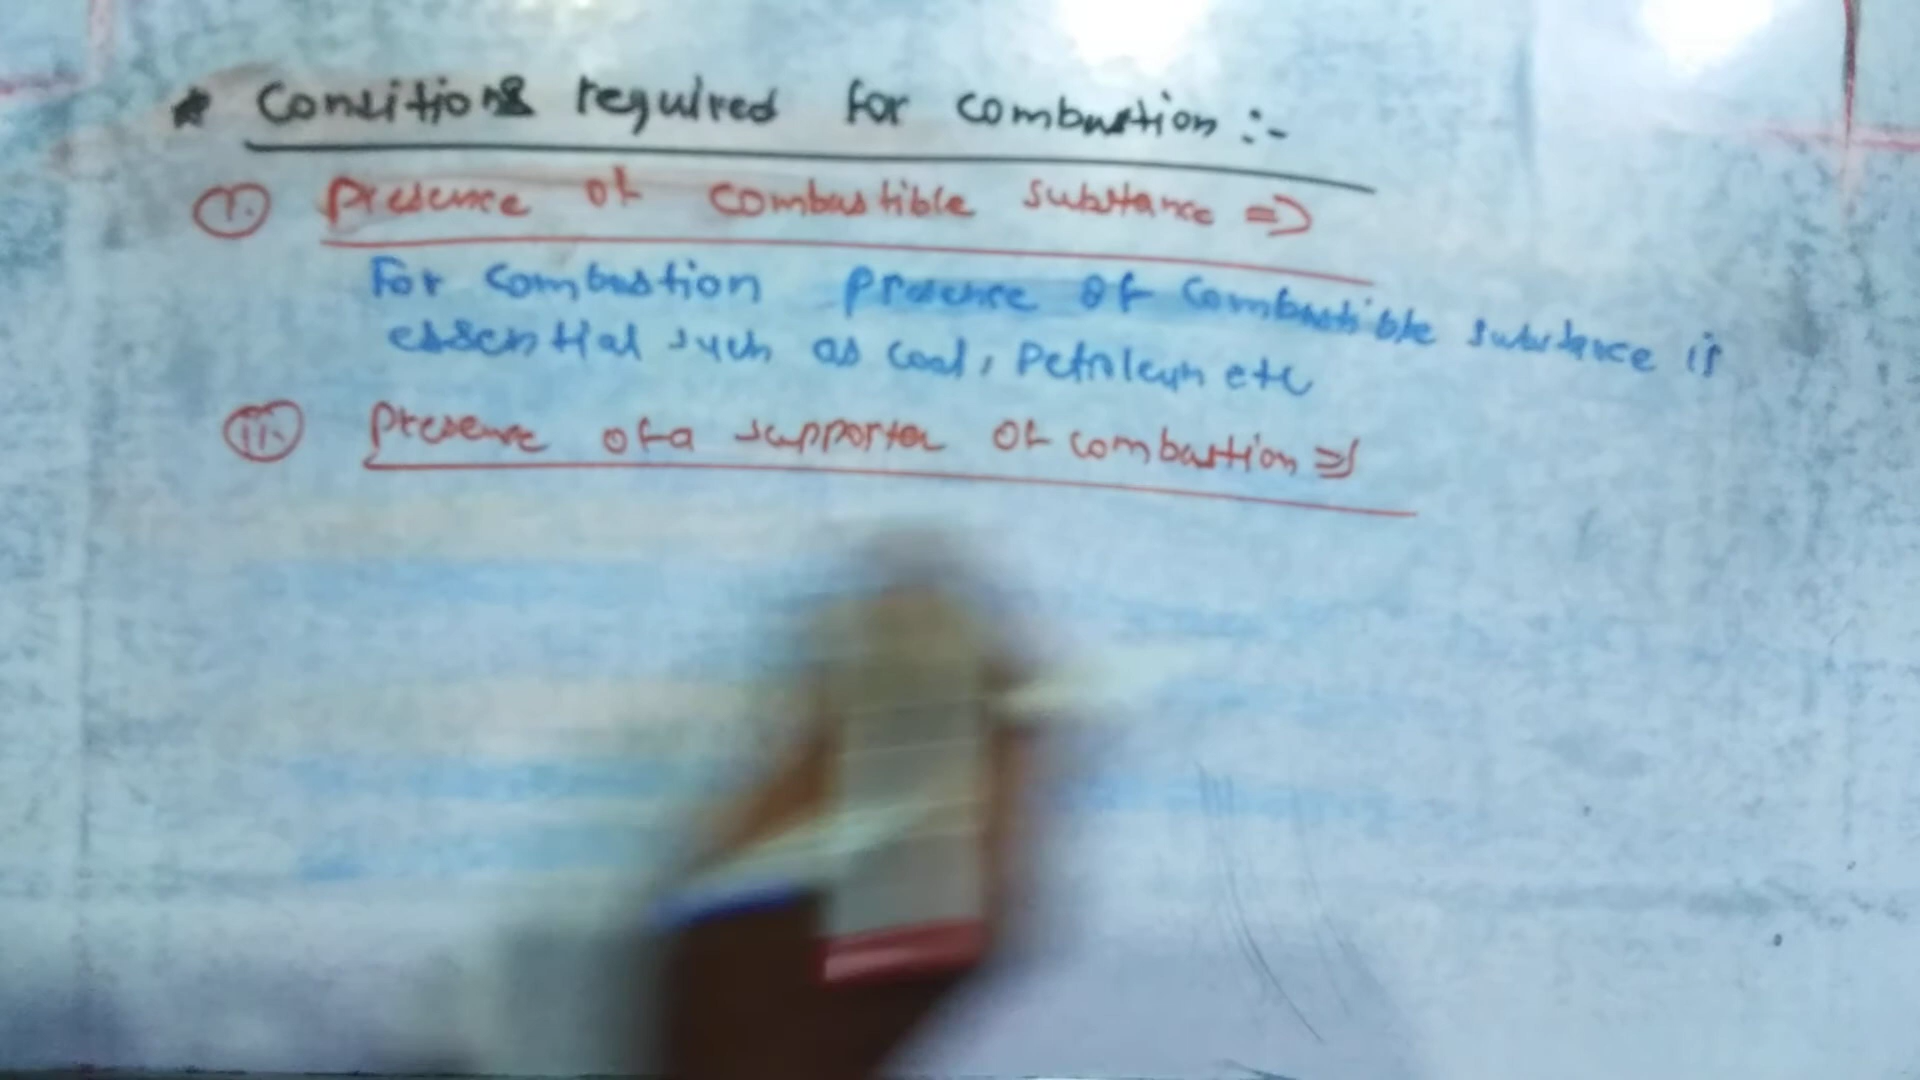 * Conditions required for combustion :-
I. Presence of combustible substance ⇒
For combustion presence of combustible substance is
essential such as coal, Petroleum etc
ii. Presence of a supporter of combustion ⇒